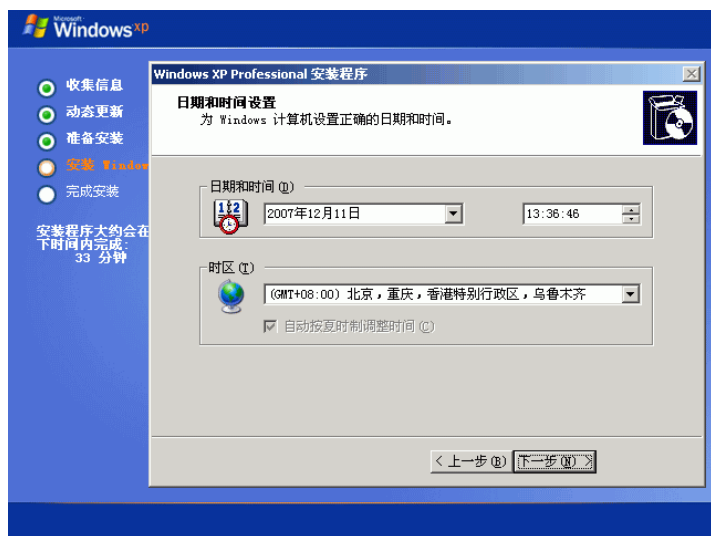 Microsoft
Windows xp
收集信息
动态更新
准备安装
安装 Window
完成安装
安装程序大约会在
下时间内完成:
33 分钟
Windows XP Professional 安装程序
日期和时间设置
为 Windows 计算机设置正确的日期和时间。
日期和时间(D)
12
2007年12月11日
13:36:46
时区(T)
(GMT+08:00) 北京，重庆，香港特别行政区，乌鲁木齐
自动按夏时制调整时间(C)
< 上一步(B)
下一步(N) >